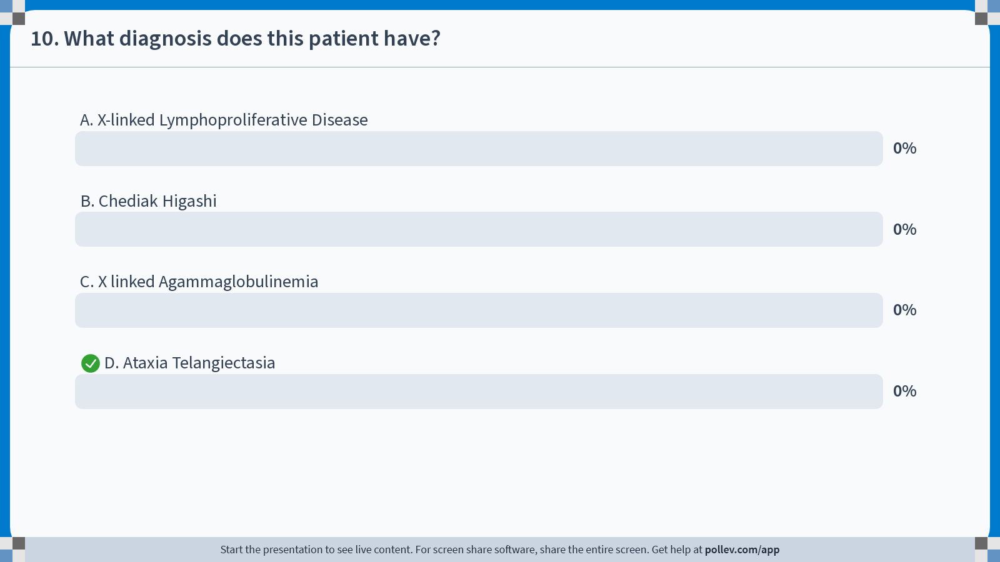 10. What diagnosis does this patient have?
A. X-linked Lymphoproliferative Disease
0%
B. Chediak Higashi
0%
C. X linked Agammaglobulinemia
0%
D. Ataxia Telangiectasia
0%
Start the presentation to see live content. For screen share software, share the entire screen. Get help at pollev.com/app